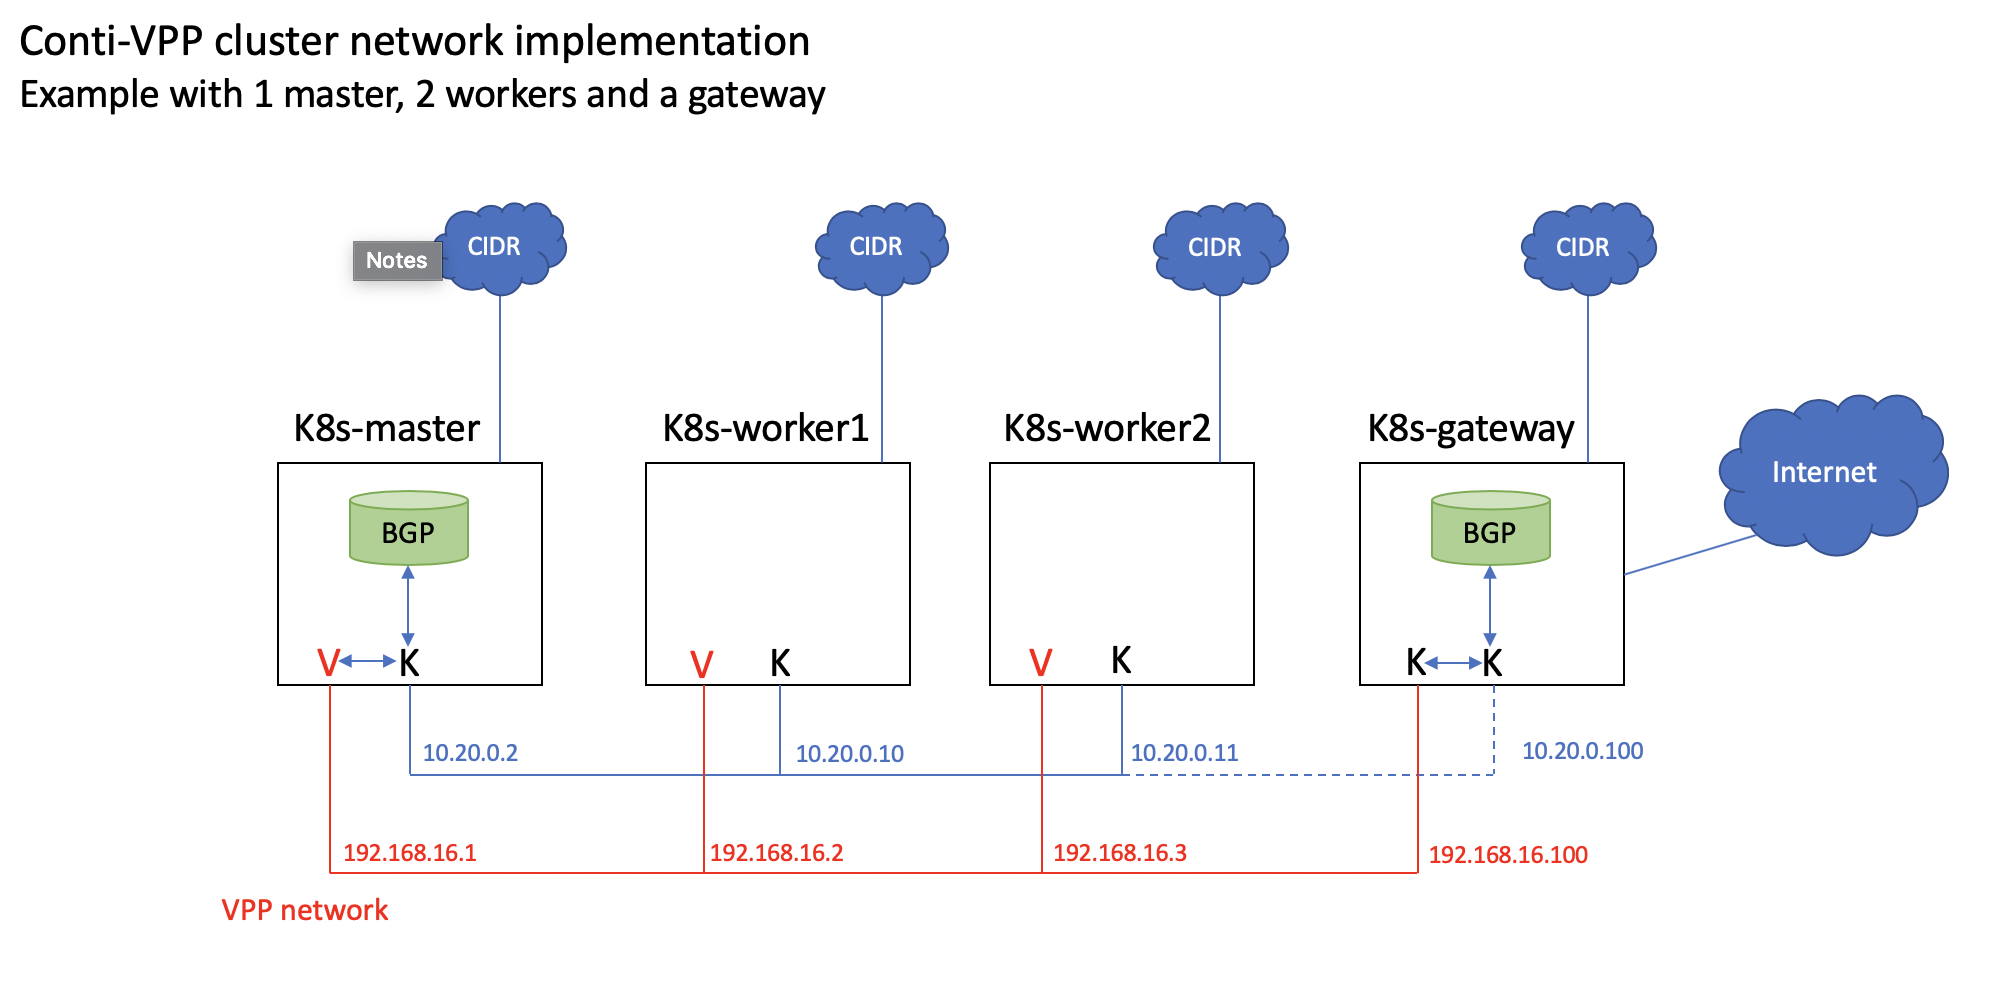 Conti-VPP cluster network implementation
Example with 1 master, 2 workers and a gateway
CIDR
CIDR
CIDR
CIDR
Notes
K8s-master
K8s-worker1
K8s-worker2
K8s-gateway
Internet
BGP
BGP
V
K
V
K
V
K
K
K
10.20.0.2
10.20.0.10
10.20.0.11
10.20.0.100
192.168.16.1
192.168.16.2
192.168.16.3
192.168.16.100
VPP network